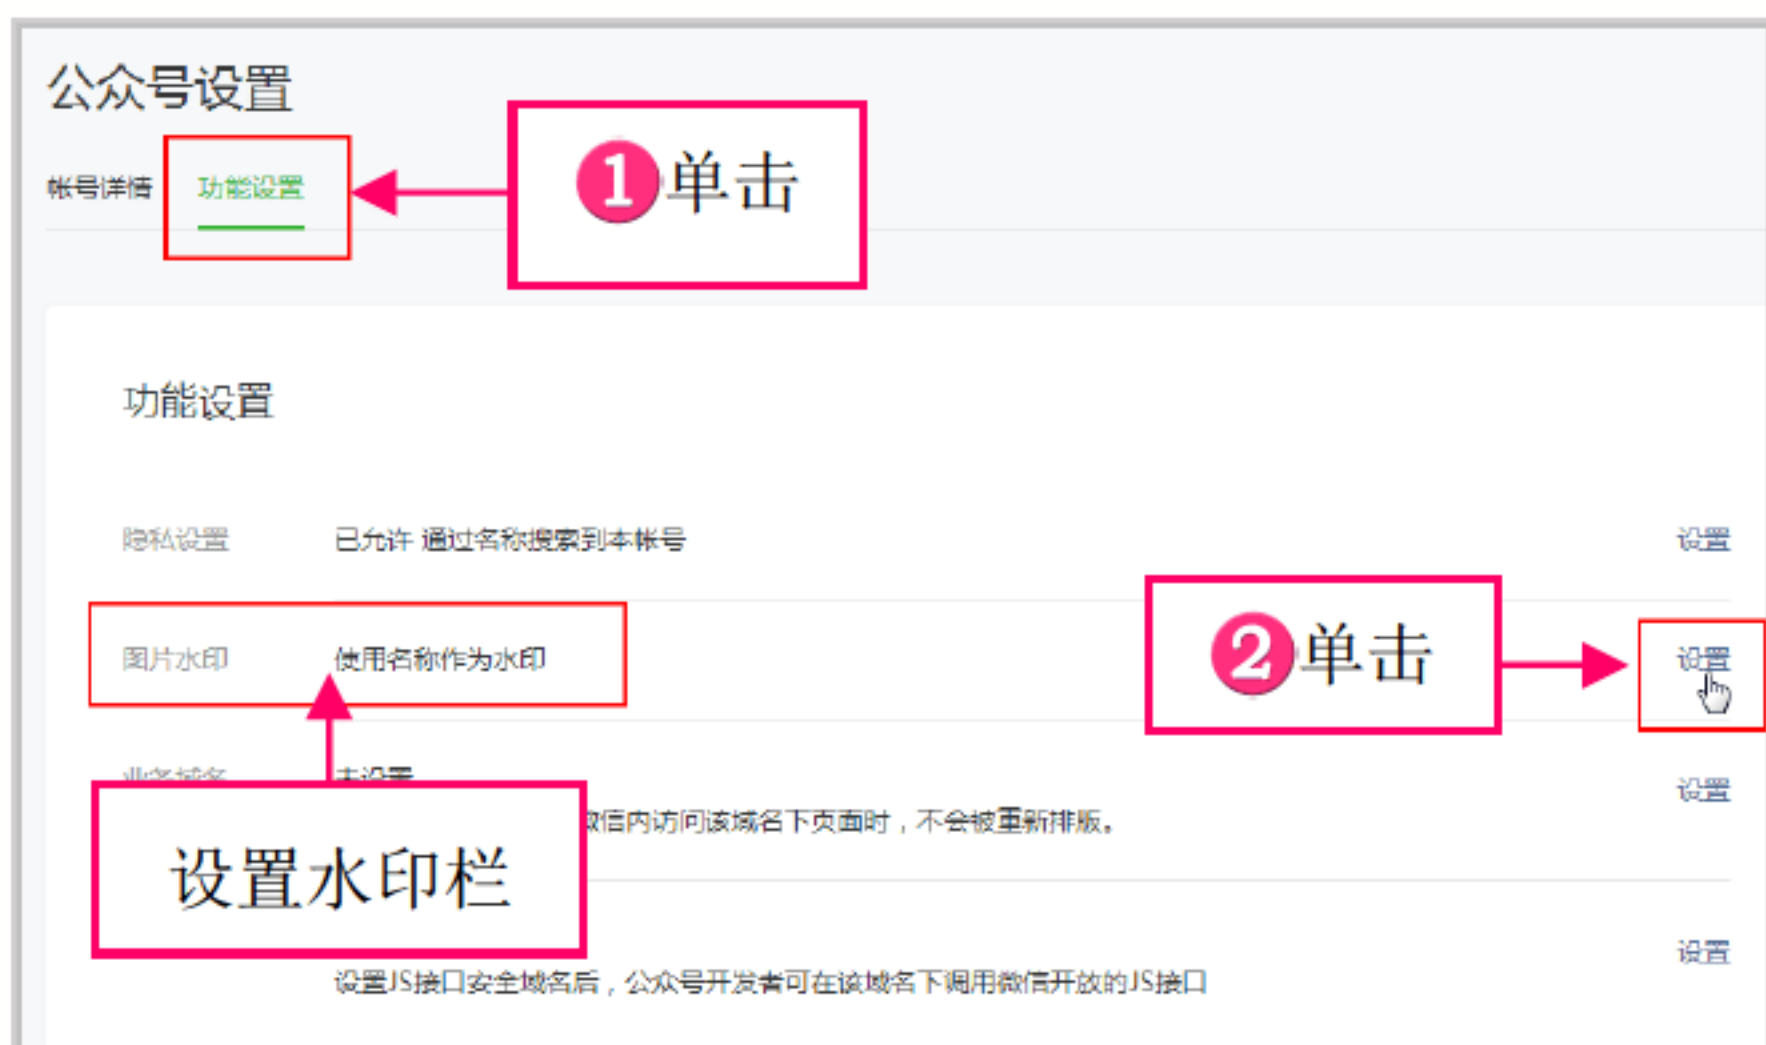 公众号设置
帐号详情 功能设置
❶单击
功能设置
隐私设置 已允许 通过名称搜索到本帐号 设置
图片水印 使用名称作为水印 ❷单击 设置
业务域名 未设置 设置
微信内访问该域名下页面时，不会被重新排版。
设置水印栏
设置
设置JS接口安全域名后，公众号开发者可在该域名下调用微信开放的JS接口